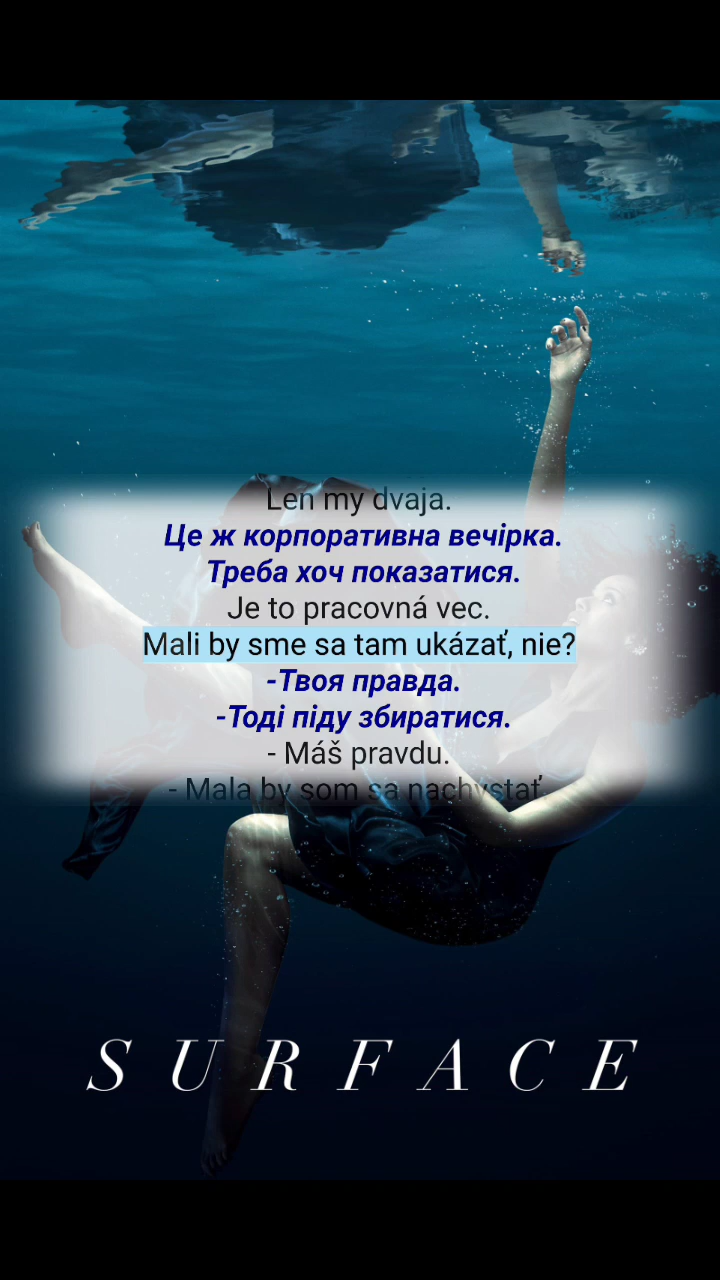 Len my dvaja.
Це ж корпоративна вечірка.
Треба хоч показатися.
Je to pracovná vec.
Mali by sme sa tam ukázať, nie?
-Твоя правда.
-Тоді піду збиратися.
- Máš pravdu.
- Mala by som sa nachystať.
SURFACE